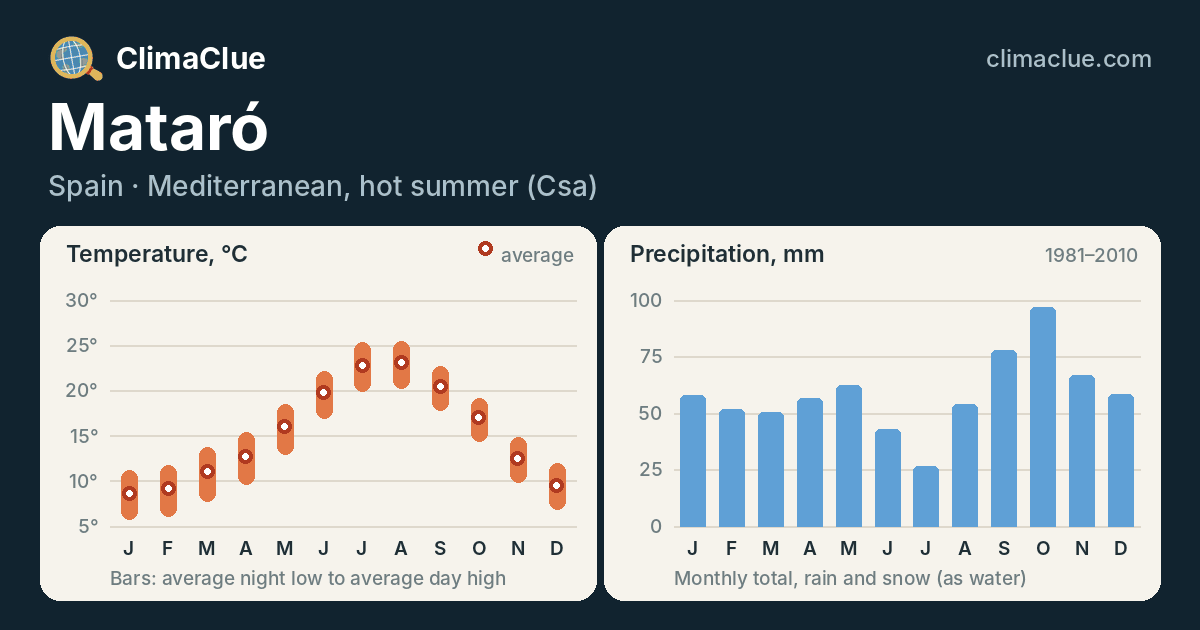 ClimaClue
climaclue.com
Mataró
Spain · Mediterranean, hot summer (Csa)
Temperature, °C
average
30°
25°
20°
15°
10°
5°
J F M A M J J A S O N D
Bars: average night low to average day high
Precipitation, mm
1981–2010
100
75
50
25
0
J F M A M J J A S O N D
Monthly total, rain and snow (as water)